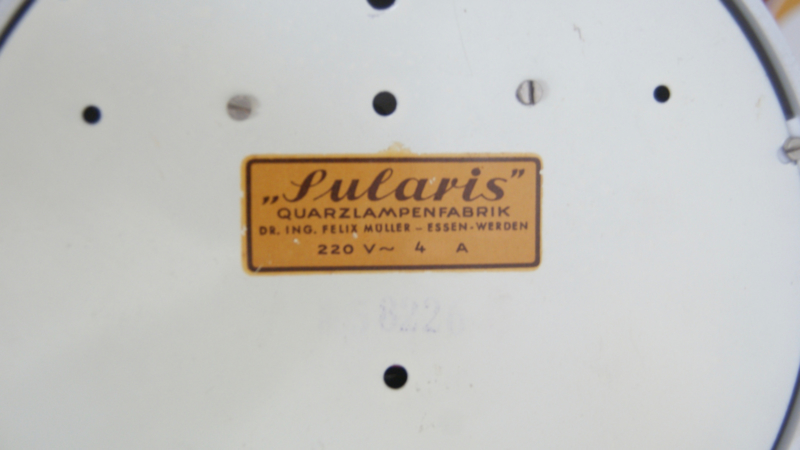 „Sularis"
QUARZLAMPENFABRIK
DR. ING. FELIX MÜLLER – ESSEN-WERDEN
220 V~ 4 A